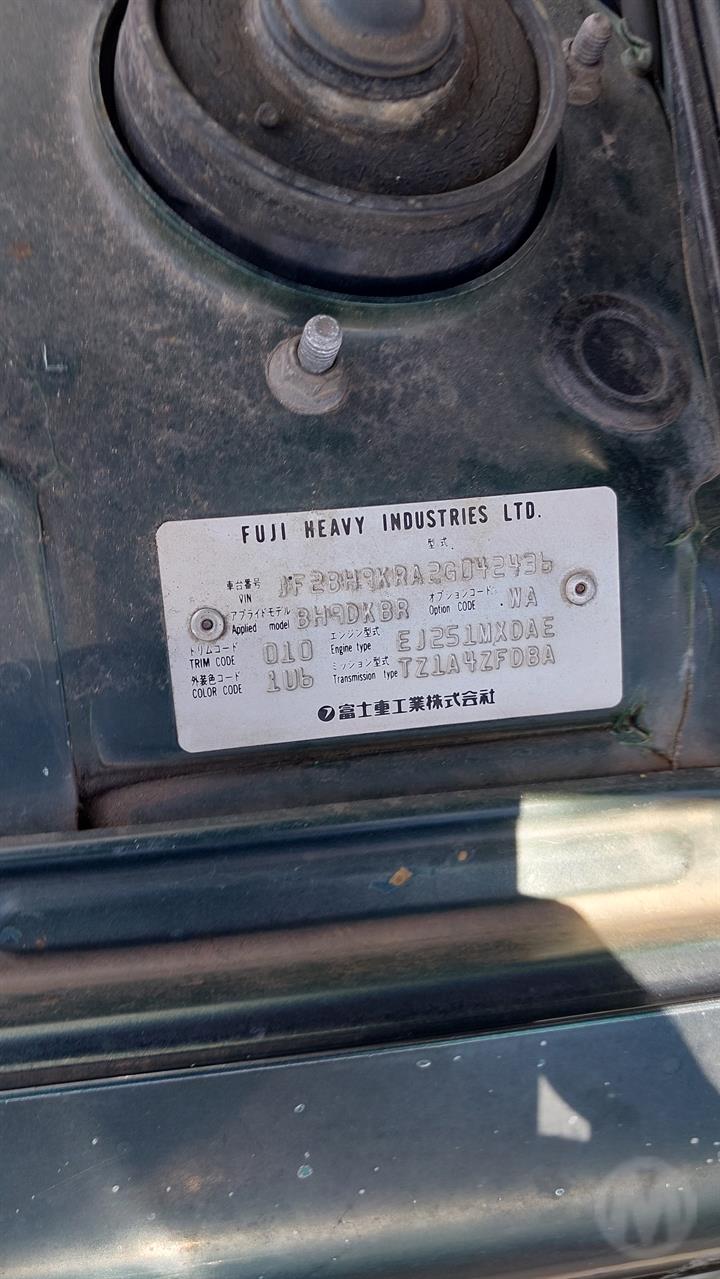 FUJI HEAVY INDUSTRIES LTD.
型式
車台番号 VIN JF2BH9KRA2G042436
アプライドモデル Applied model BH9DKBR オプションコード Option CODE .WA
トリムコード TRIM CODE 010 エンジン型式 Engine type EJ251MXDAE
外装色コード COLOR CODE 1U6 ミッション型式 Transmission type TZ1A4ZFDBA
富士重工業株式会社
M